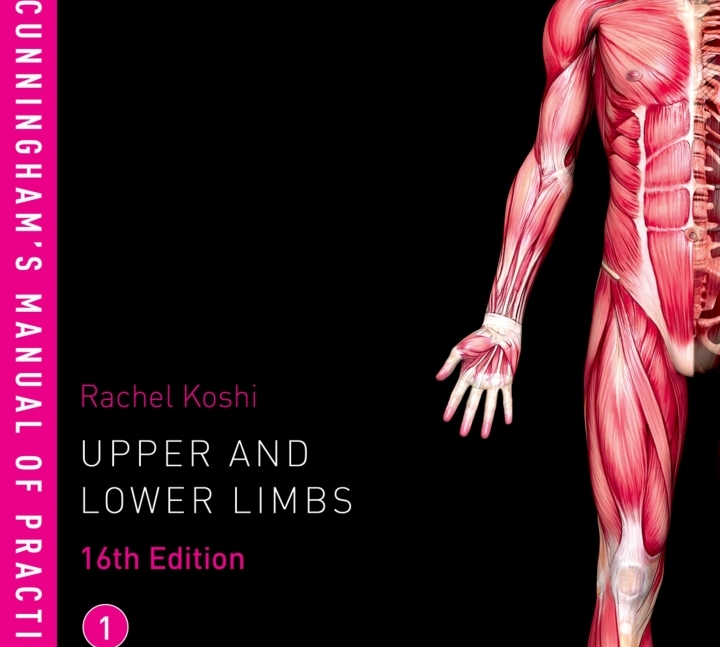 CUNNINGHAM'S MANUAL OF PRACTI
Rachel Koshi
UPPER AND
LOWER LIMBS
16th Edition
1